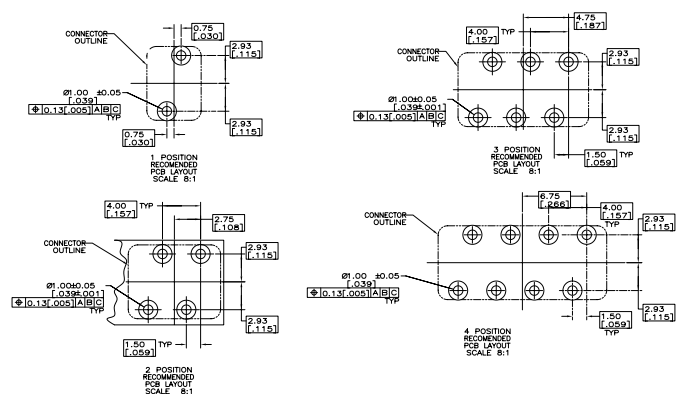 0.75
[.030]
CONNECTOR
OUTLINE
2.93
[.115]
Ø1.00 ±0.05
[.039]
⌖ 0.13[.005] A B C
TYP
0.75
[.030]
2.93
[.115]
1 POSITION
RECOMENDED
PCB LAYOUT
SCALE 8:1
4.75
[.187]
4.00 TYP
[.157]
CONNECTOR
OUTLINE
2.93
[.115]
Ø1.00±0.05
[.039±.001]
⌖ 0.13[.005] A B C
TYP
2.93
[.115]
1.50 TYP
[.059]
3 POSITION
RECOMMENDED
PCB LAYOUT
SCALE 8:1
4.00 TYP
[.157]
2.75
[.108]
CONNECTOR
OUTLINE
2.93
[.115]
Ø1.00±0.05
[.039±.001]
⌖ 0.13[.005] A B C
TYP
2.93
[.115]
1.50 TYP
[.059]
2 POSITION
RECOMMENDED
PCB LAYOUT
SCALE 8:1
6.75
[.266]
4.00
[.157]
TYP
CONNECTOR
OUTLINE
2.93
[.115]
Ø1.00 ±0.05
[.039]
⌖ 0.13[.005] A B C
TYP
2.93
[.115]
1.50
[.059]
TYP
4 POSITION
RECOMMENDED
PCB LAYOUT
SCALE 8:1